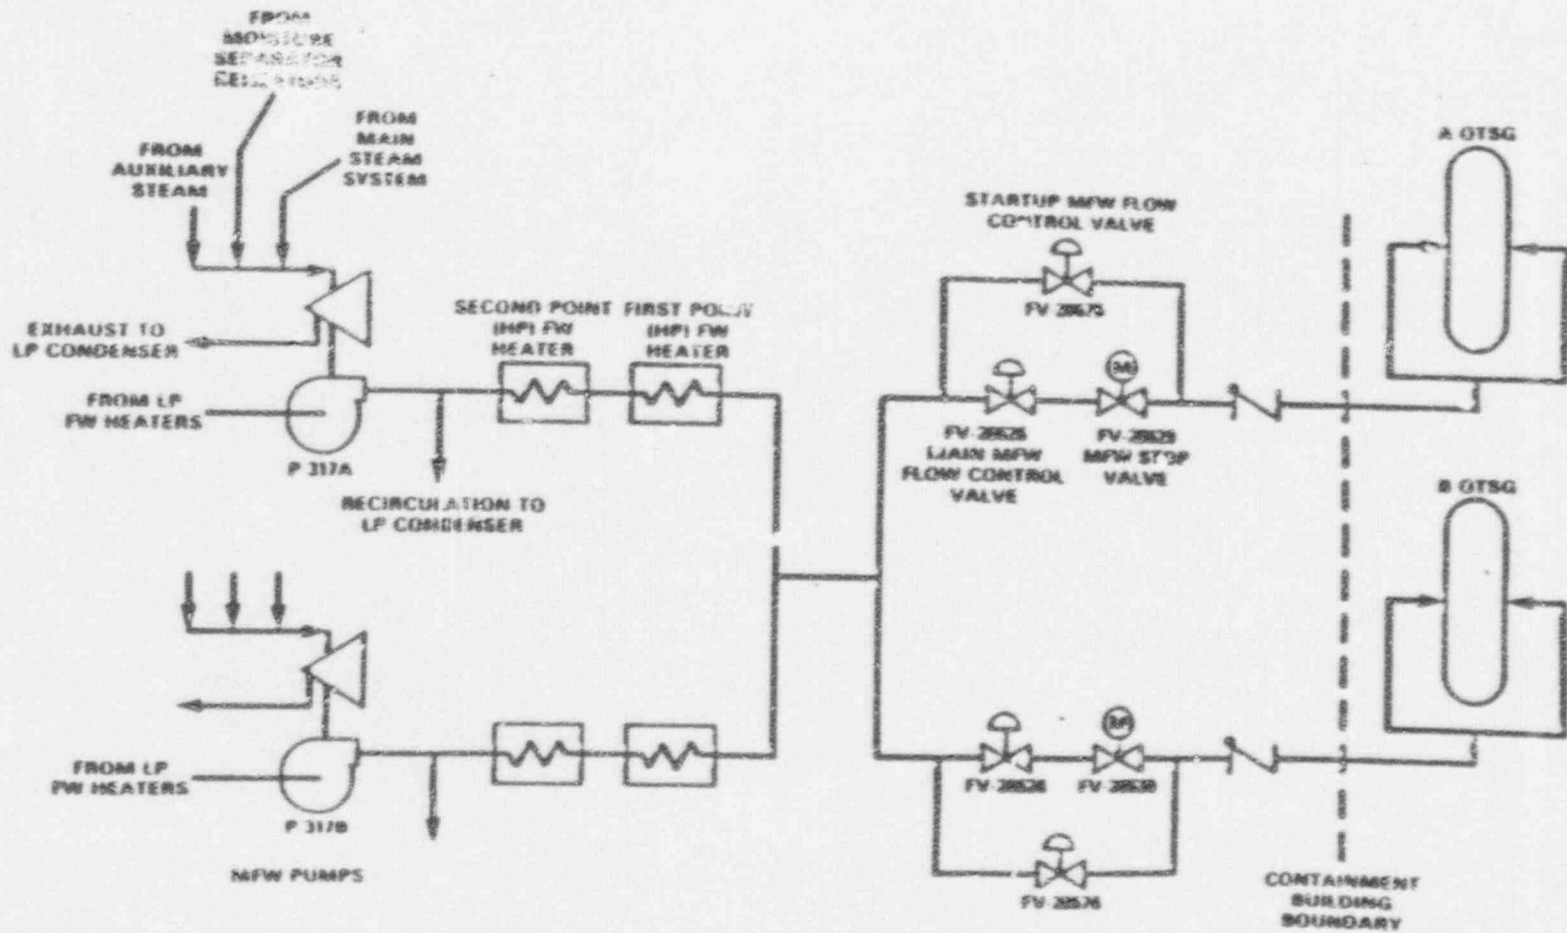 FROM
MOISTURE
SEPARATOR
FROM
AUXILIARY
STEAM
FROM
MAIN
STEAM
SYSTEM
EXHAUST TO
LP CONDENSER
FROM LP
FW HEATERS
P 317A
RECIRCULATION TO
LP CONDENSER
SECOND POINT
(HP) FW
HEATER
FIRST POINT
(HP) FW
HEATER
STARTUP MFW FLOW
CONTROL VALVE
MAIN MFW
FLOW CONTROL
VALVE
MFW STOP
VALVE
A OTSG
B OTSG
FROM LP
FW HEATERS
P 317B
MFW PUMPS
CONTAINMENT
BUILDING
BOUNDARY